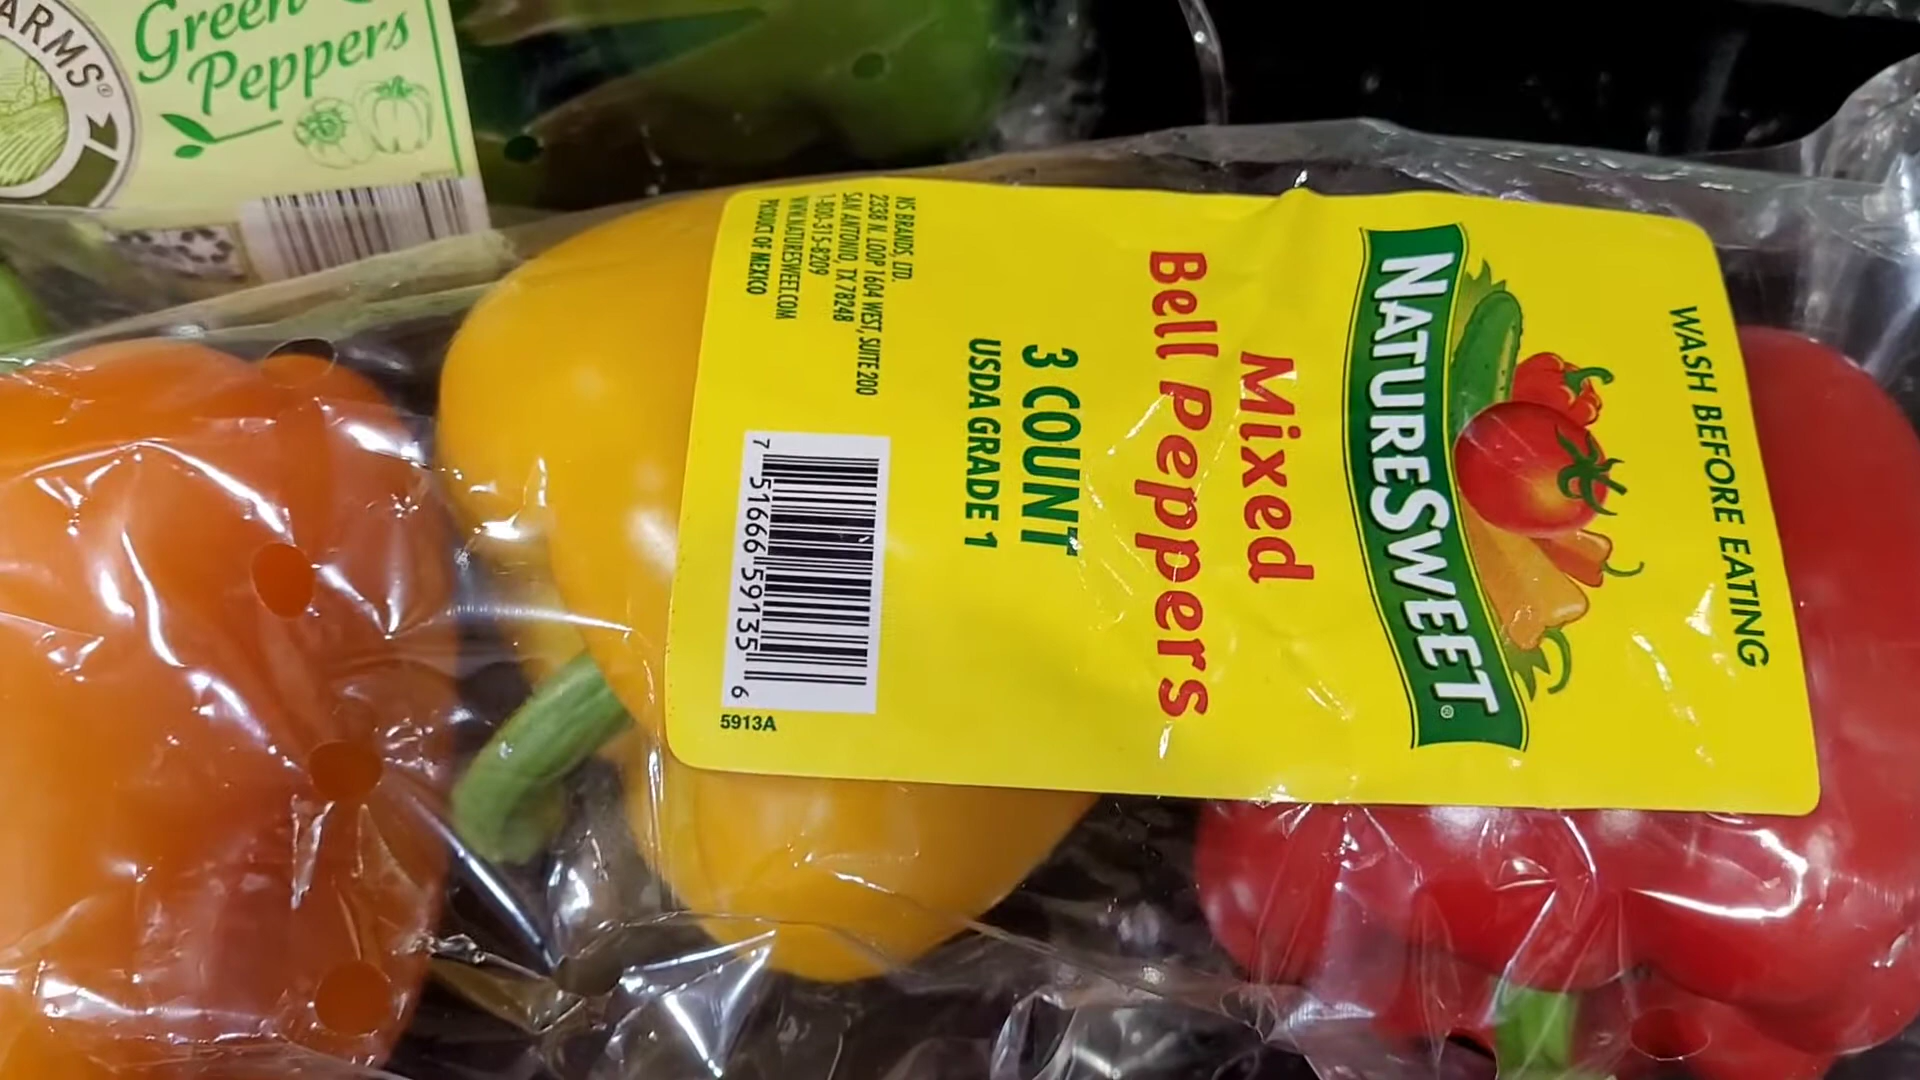 ARMS®
Green
Peppers
WASH BEFORE EATING
NATURESWEET®
Mixed
Bell Peppers
3 COUNT
USDA GRADE 1
NS BRANDS, LTD.
2338 N. LOOP 1604 WEST, SUITE 200
SAN ANTONIO, TX 78248
1-800-315-8209
WWW.NATURESWEET.COM
PRODUCT OF MEXICO
7 51666 59135 6
5913A